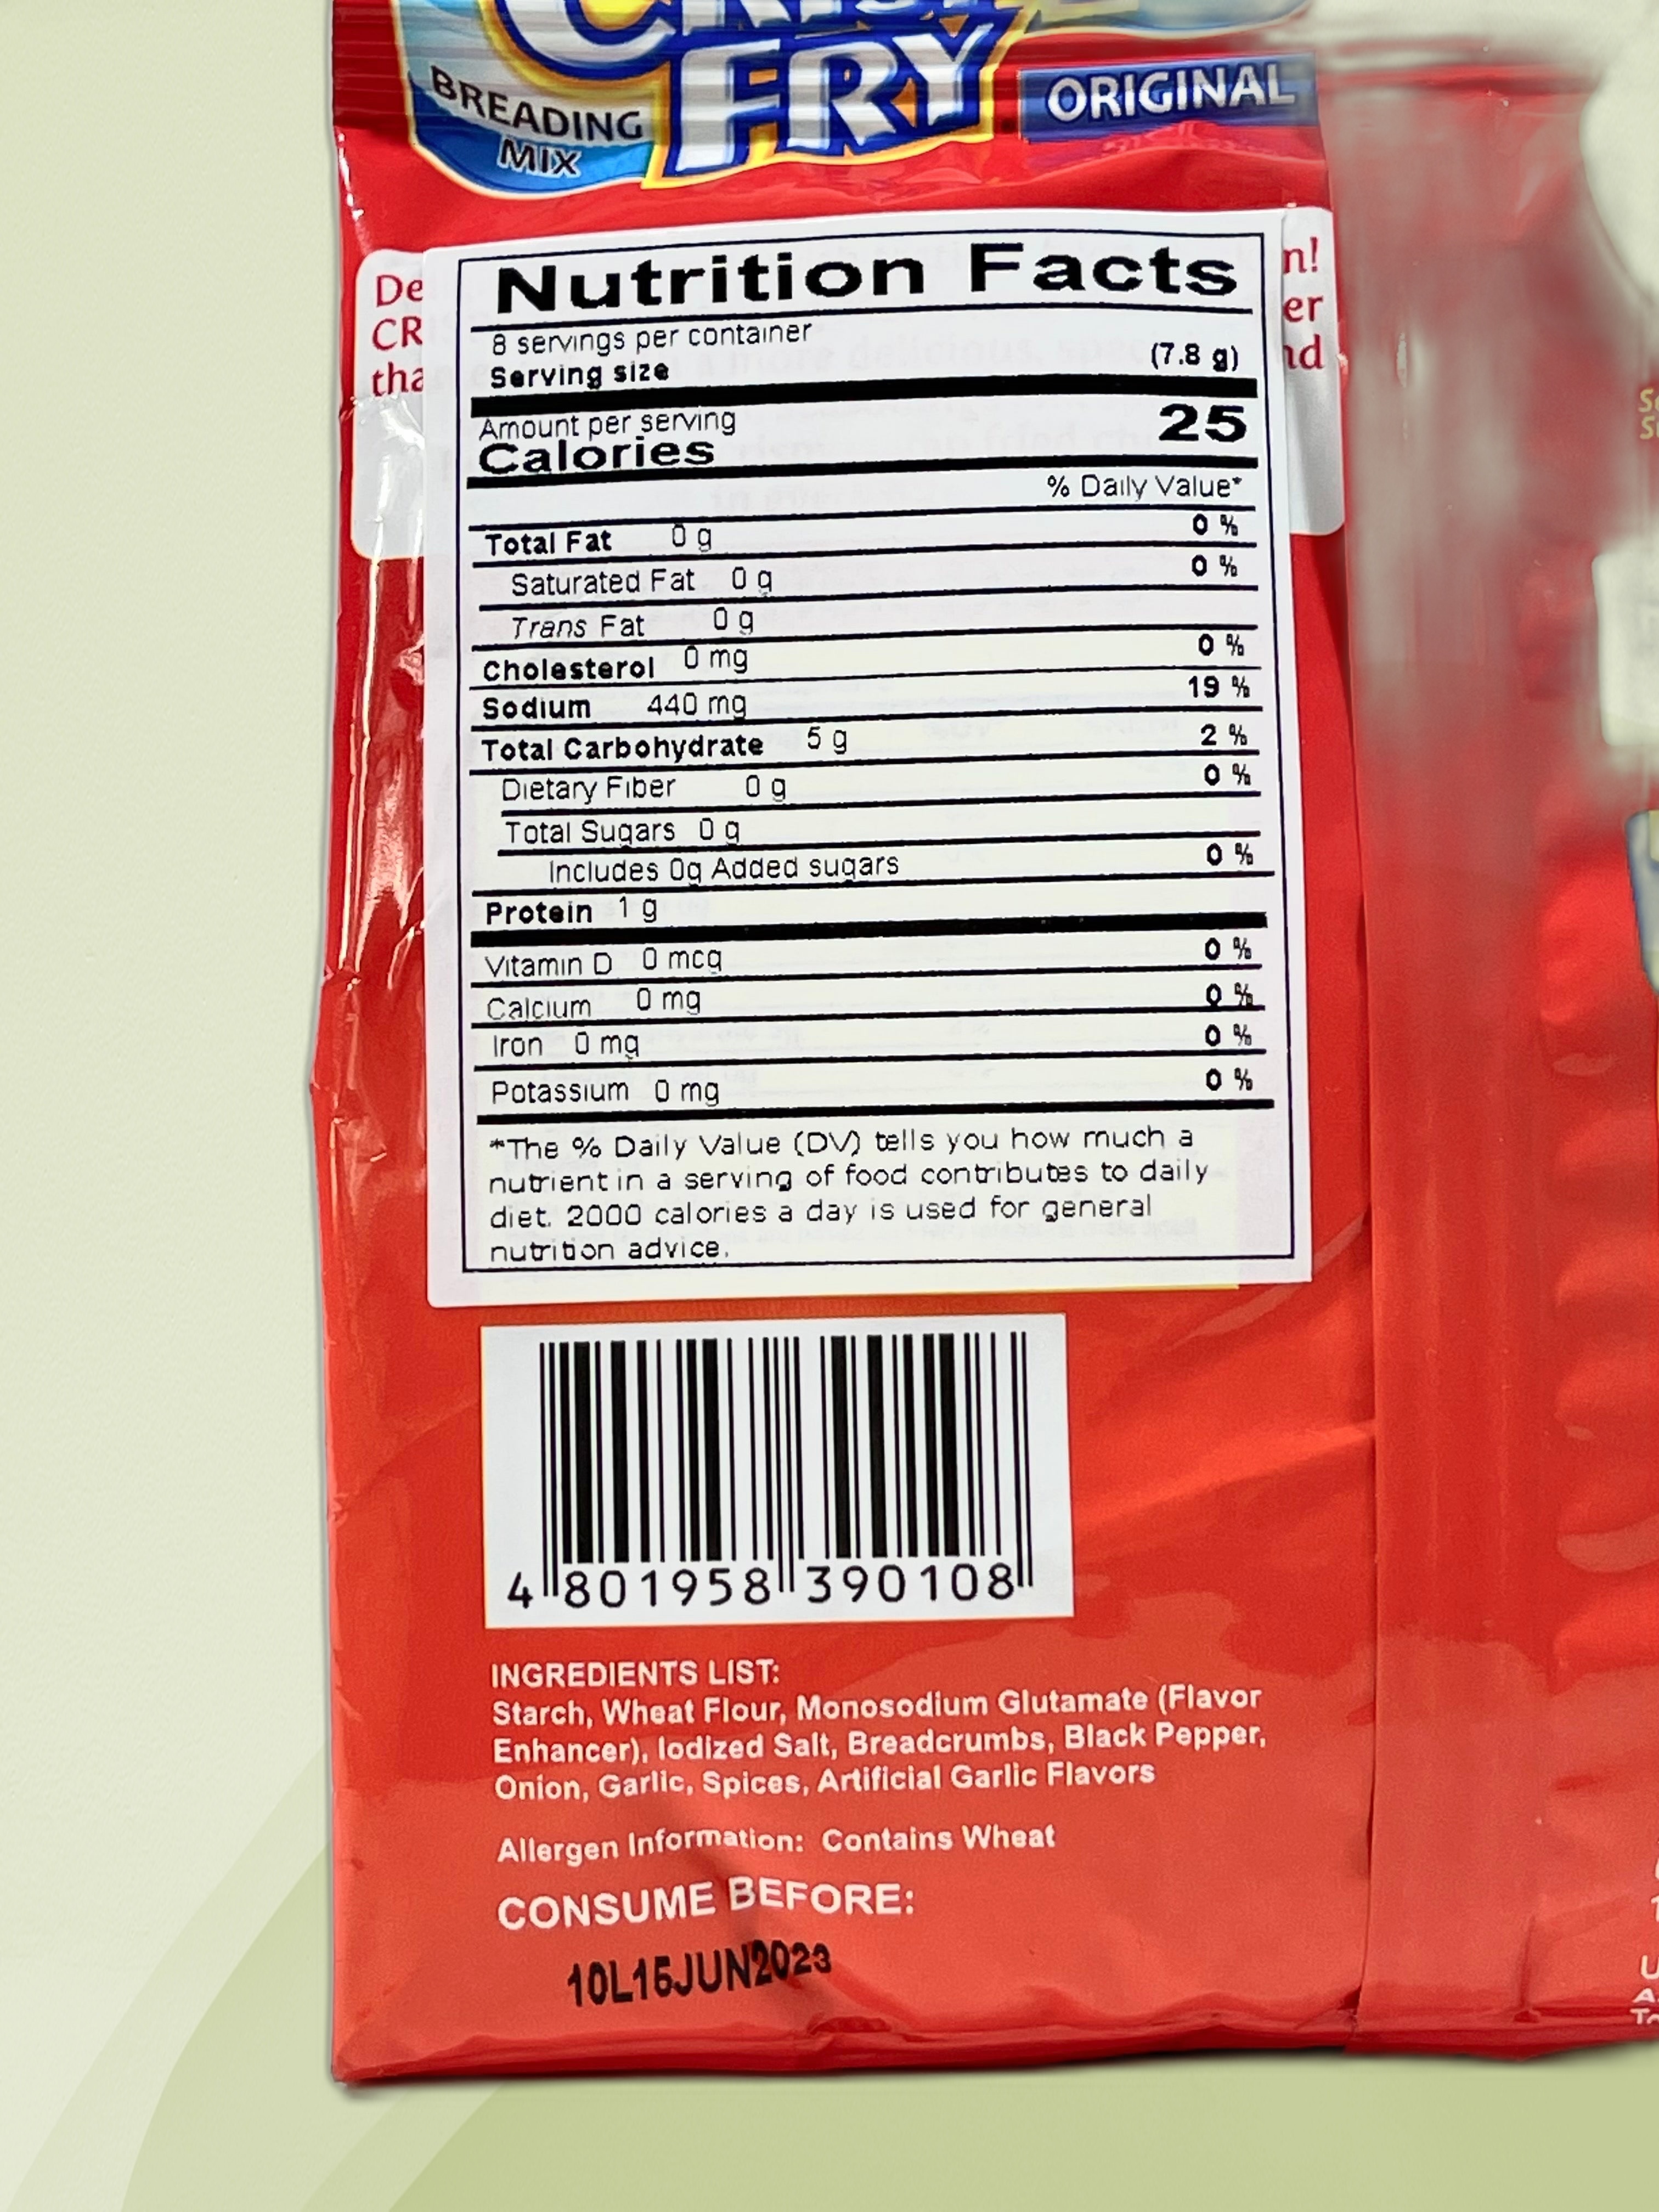 CRISPY
FRY
BREADING
MIX
ORIGINAL
De n!
CR er
tha nd
Nutrition Facts
8 servings per container
Serving size (7.8 g)
Amount per serving
Calories 25
% Daily Value*
Total Fat 0 g 0 %
Saturated Fat 0 g 0 %
Trans Fat 0 g
Cholesterol 0 mg 0 %
Sodium 440 mg 19 %
Total Carbohydrate 5 g 2 %
Dietary Fiber 0 g 0 %
Total Sugars 0 g
Includes 0g Added sugars 0 %
Protein 1 g
Vitamin D 0 mcg 0 %
Calcium 0 mg 0 %
Iron 0 mg 0 %
Potassium 0 mg 0 %
*The % Daily Value (DV) tells you how much a
nutrient in a serving of food contributes to daily
diet. 2000 calories a day is used for general
nutrition advice.
4 801958 390108
INGREDIENTS LIST:
Starch, Wheat Flour, Monosodium Glutamate (Flavor
Enhancer), Iodized Salt, Breadcrumbs, Black Pepper,
Onion, Garlic, Spices, Artificial Garlic Flavors
Allergen Information: Contains Wheat
CONSUME BEFORE:
10L15JUN2023